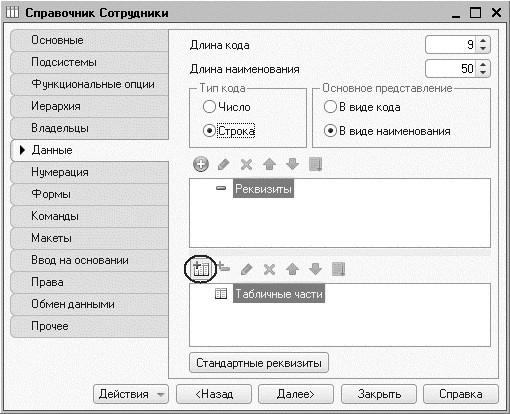 Справочник Сотрудники
Основные
Подсистемы
Функциональные опции
Иерархия
Владельцы
Данные
Нумерация
Формы
Команды
Макеты
Ввод на основании
Права
Обмен данными
Прочее
Длина кода 9
Длина наименования 50
Тип кода
Число
Строка
Основное представление
В виде кода
В виде наименования
Реквизиты
Табличные части
Стандартные реквизиты
Действия <Назад Далее> Закрыть Справка